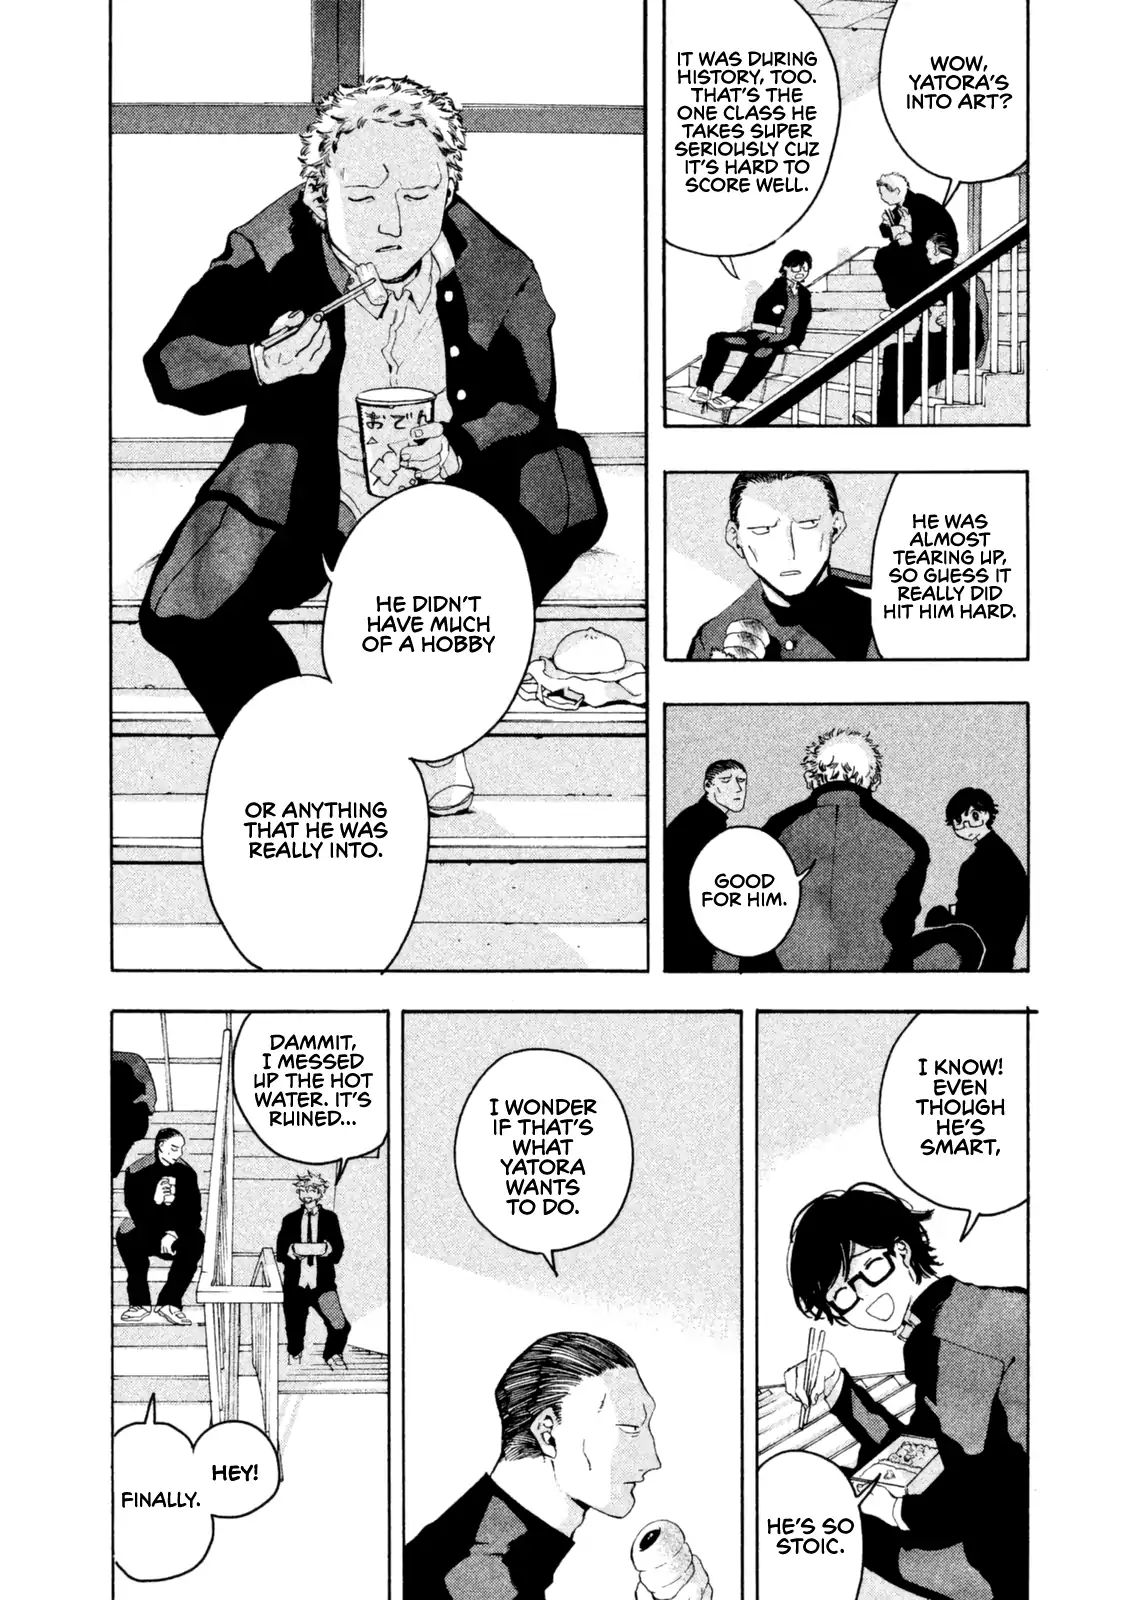 WOW,
YATORA'S
INTO ART?
IT WAS DURING
HISTORY, TOO.
THAT'S THE
ONE CLASS HE
TAKES SUPER
SERIOUSLY CUZ
IT'S HARD TO
SCORE WELL.
HE WAS
ALMOST
TEARING UP,
SO GUESS IT
REALLY DID
HIT HIM HARD.
GOOD
FOR HIM.
おでん
HE DIDN'T
HAVE MUCH
OF A HOBBY
OR ANYTHING
THAT HE WAS
REALLY INTO.
I KNOW!
EVEN
THOUGH
HE'S
SMART,
HE'S SO
STOIC.
I WONDER
IF THAT'S
WHAT
YATORA
WANTS
TO DO.
DAMMIT,
I MESSED
UP THE HOT
WATER. IT'S
RUINED...
HEY!
FINALLY.